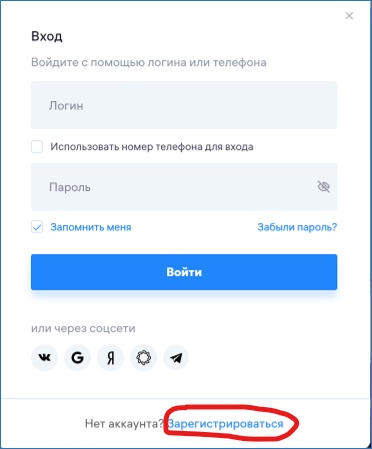 Вход
Войдите с помощью логина или телефона
Логин
Использовать номер телефона для входа
Пароль
Запомнить меня Забыли пароль?
Войти
или через соцсети
Нет аккаунта? Зарегистрироваться